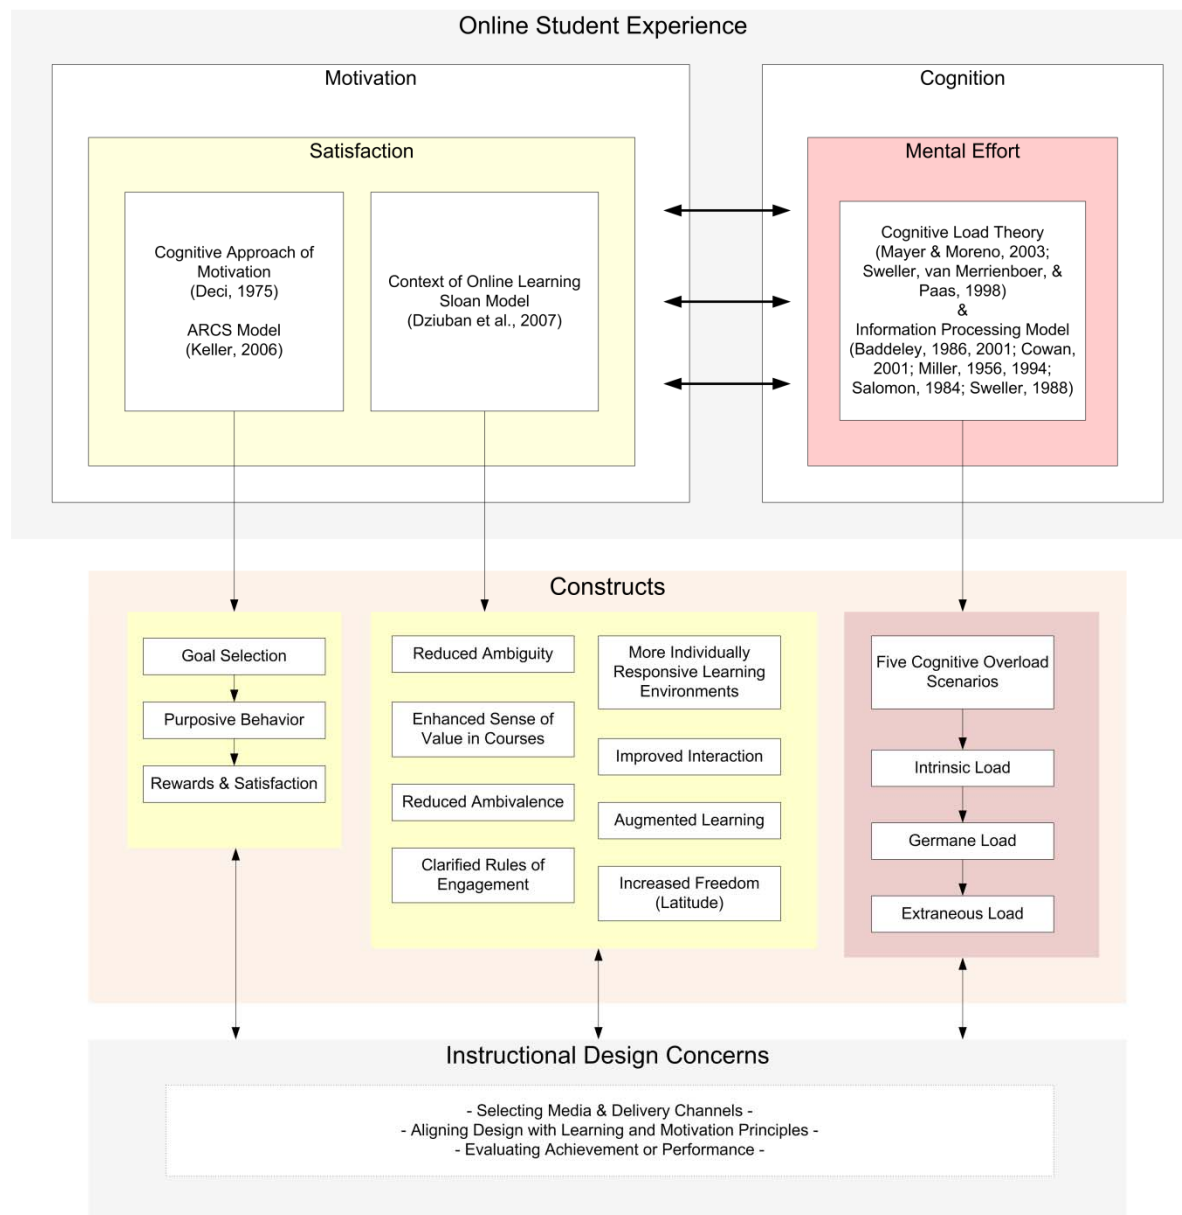 Online Student Experience
Motivation
Satisfaction
Cognitive Approach of
Motivation
(Deci, 1975)
ARCS Model
(Keller, 2006)
Context of Online Learning
Sloan Model
(Dziuban et al., 2007)
Cognition
Mental Effort
Cognitive Load Theory
(Mayer & Moreno, 2003;
Sweller, van Merrienboer, &
Paas, 1998)
&
Information Processing Model
(Baddeley, 1986, 2001; Cowan,
2001; Miller, 1956, 1994;
Salomon, 1984; Sweller, 1988)
Constructs
Goal Selection
Purposive Behavior
Rewards & Satisfaction
Reduced Ambiguity
Enhanced Sense of
Value in Courses
Reduced Ambivalence
Clarified Rules of
Engagement
More Individually
Responsive Learning
Environments
Improved Interaction
Augmented Learning
Increased Freedom
(Latitude)
Five Cognitive Overload
Scenarios
Intrinsic Load
Germane Load
Extraneous Load
Instructional Design Concerns
- Selecting Media & Delivery Channels -
- Aligning Design with Learning and Motivation Principles -
- Evaluating Achievement or Performance -